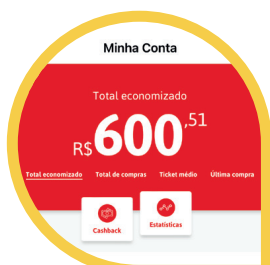 Minha Conta
Total economizado
R$600,51
Total economizado Total de compras Ticket médio Última compra
Cashback Estatísticas